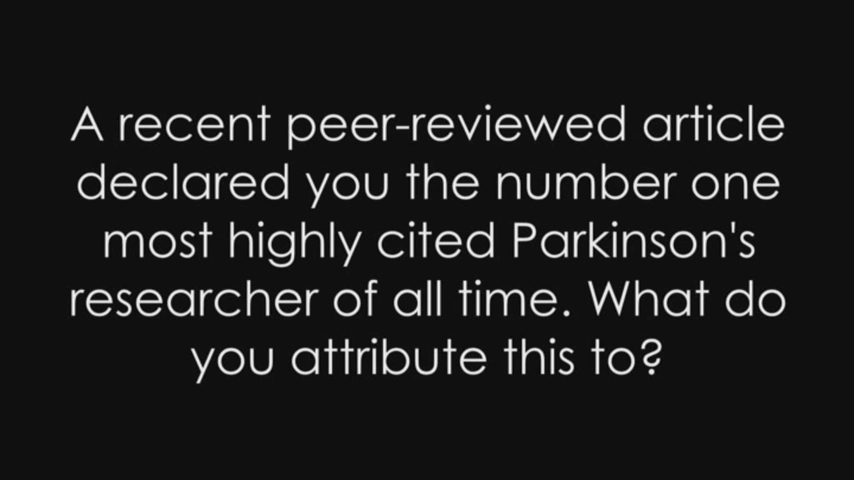 A recent peer-reviewed article
declared you the number one
most highly cited Parkinson's
researcher of all time. What do
you attribute this to?